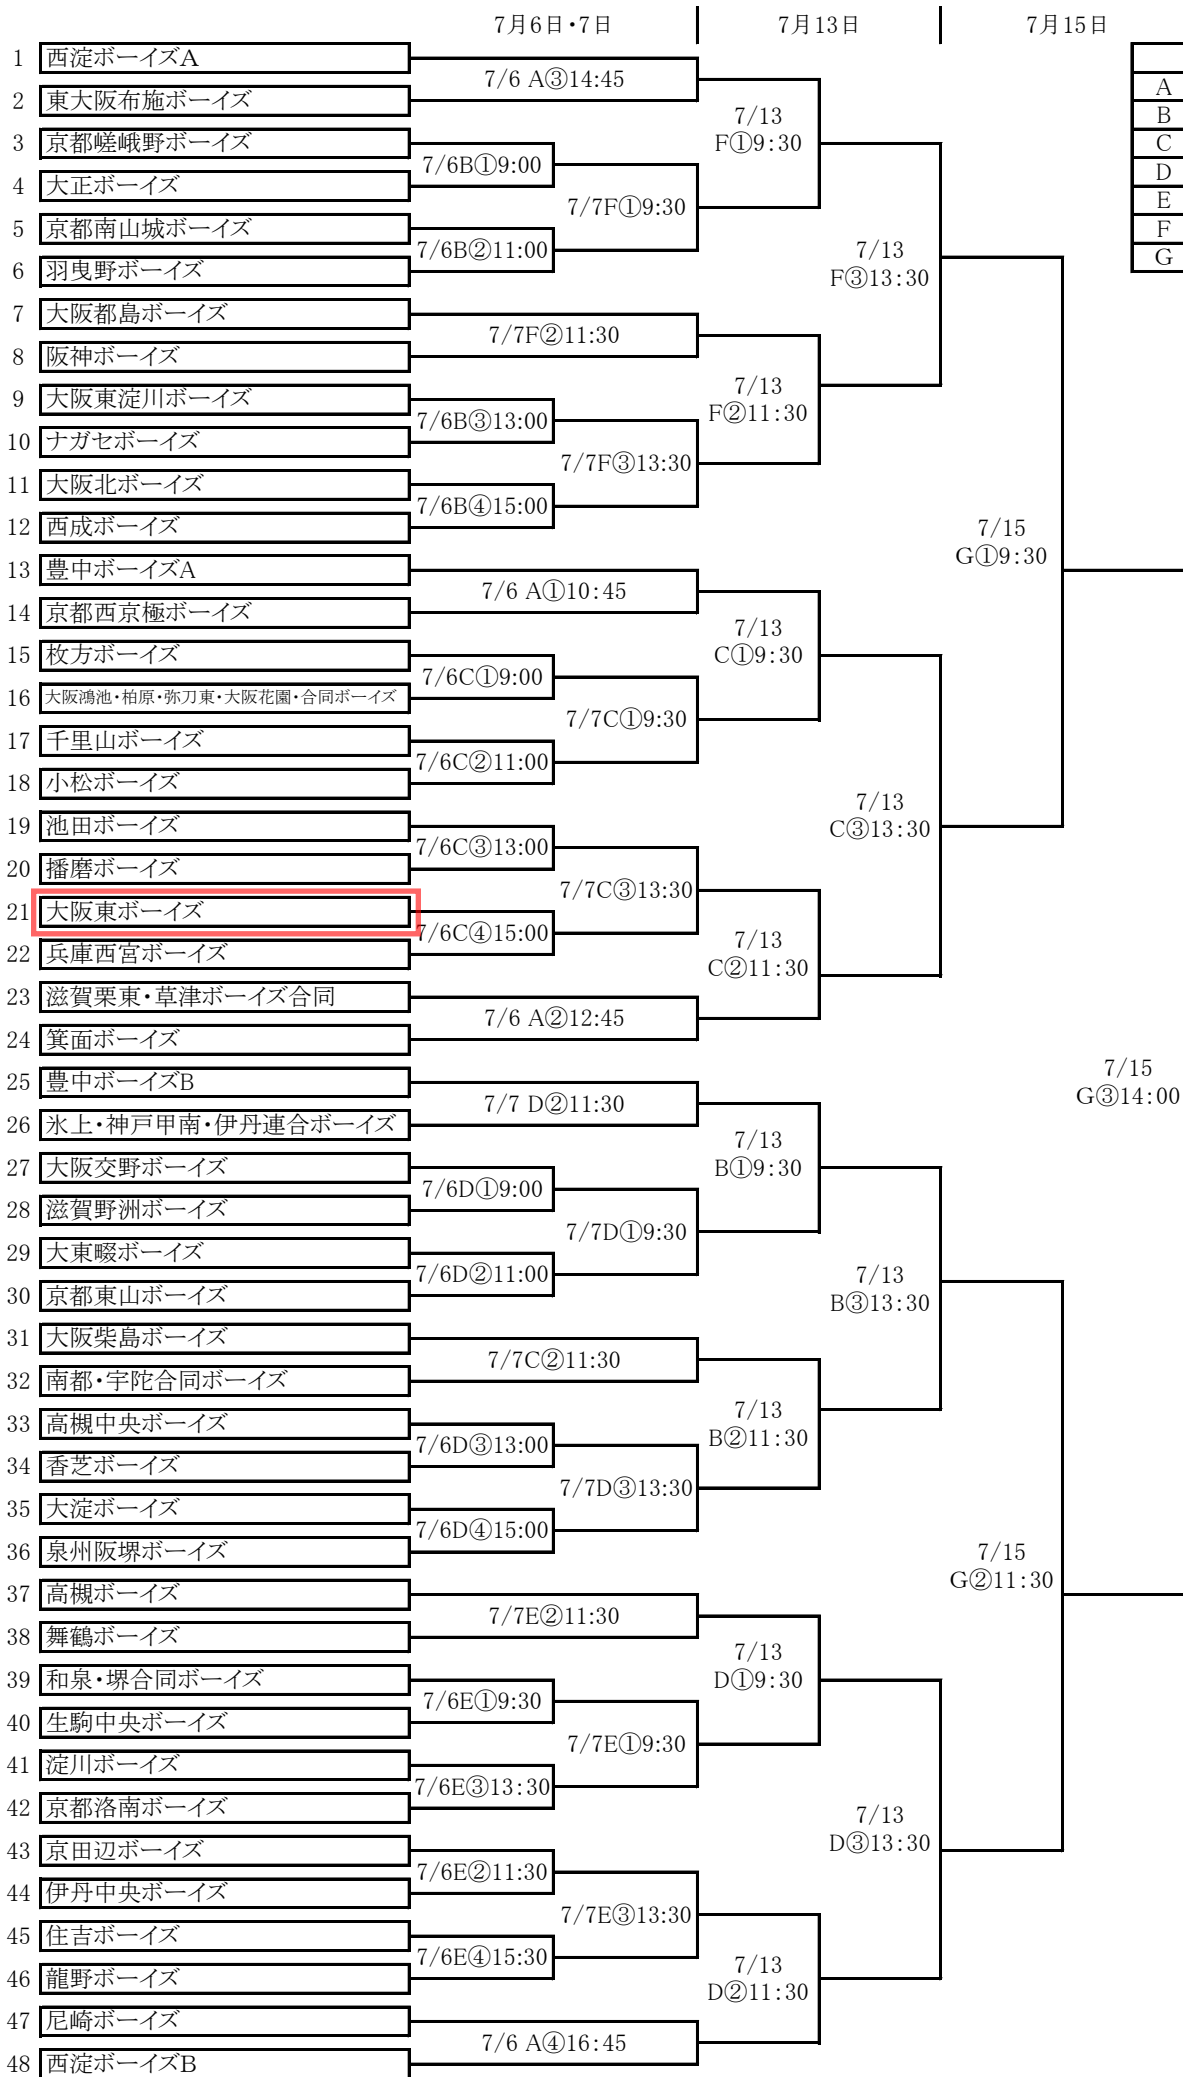 7月6日・7日 7月13日 7月15日
1 西淀ボーイズA
7/6 A③14:45
2 東大阪布施ボーイズ
7/13
F①9:30
3 京都嵯峨野ボーイズ
7/6B①9:00
4 大正ボーイズ
7/7F①9:30
5 京都南山城ボーイズ
7/6B②11:00
6 羽曳野ボーイズ
7/13
F③13:30
7 大阪都島ボーイズ
7/7F②11:30
8 阪神ボーイズ
7/13
F②11:30
9 大阪東淀川ボーイズ
7/6B③13:00
10 ナガセボーイズ
7/7F③13:30
11 大阪北ボーイズ
7/6B④15:00
12 西成ボーイズ
7/15
G①9:30
13 豊中ボーイズA
7/6 A①10:45
14 京都西京極ボーイズ
7/13
C①9:30
15 枚方ボーイズ
7/6C①9:00
16 大阪鴻池・柏原・弥刀東・大阪花園・合同ボーイズ
7/7C①9:30
17 千里山ボーイズ
7/6C②11:00
18 小松ボーイズ
7/13
C③13:30
19 池田ボーイズ
7/6C③13:00
20 播磨ボーイズ
7/7C③13:30
21 大阪東ボーイズ
7/6C④15:00
22 兵庫西宮ボーイズ
7/13
C②11:30
23 滋賀栗東・草津ボーイズ合同
7/6 A②12:45
24 箕面ボーイズ
7/15
G③14:00
25 豊中ボーイズB
7/7 D②11:30
26 氷上・神戸甲南・伊丹連合ボーイズ
7/13
B①9:30
27 大阪交野ボーイズ
7/6D①9:00
28 滋賀野洲ボーイズ
7/7D①9:30
29 大東畷ボーイズ
7/6D②11:00
30 京都東山ボーイズ
7/13
B③13:30
31 大阪柴島ボーイズ
7/7C②11:30
32 南都・宇陀合同ボーイズ
7/13
B②11:30
33 高槻中央ボーイズ
7/6D③13:00
34 香芝ボーイズ
7/7D③13:30
35 大淀ボーイズ
7/6D④15:00
36 泉州阪堺ボーイズ
7/15
G②11:30
37 高槻ボーイズ
7/7E②11:30
38 舞鶴ボーイズ
7/13
D①9:30
39 和泉・堺合同ボーイズ
7/6E①9:30
40 生駒中央ボーイズ
7/7E①9:30
41 淀川ボーイズ
7/6E③13:30
42 京都洛南ボーイズ
7/13
D③13:30
43 京田辺ボーイズ
7/6E②11:30
44 伊丹中央ボーイズ
7/7E③13:30
45 住吉ボーイズ
7/6E④15:30
46 龍野ボーイズ
7/13
D②11:30
47 尼崎ボーイズ
7/6 A④16:45
48 西淀ボーイズB
A
B
C
D
E
F
G